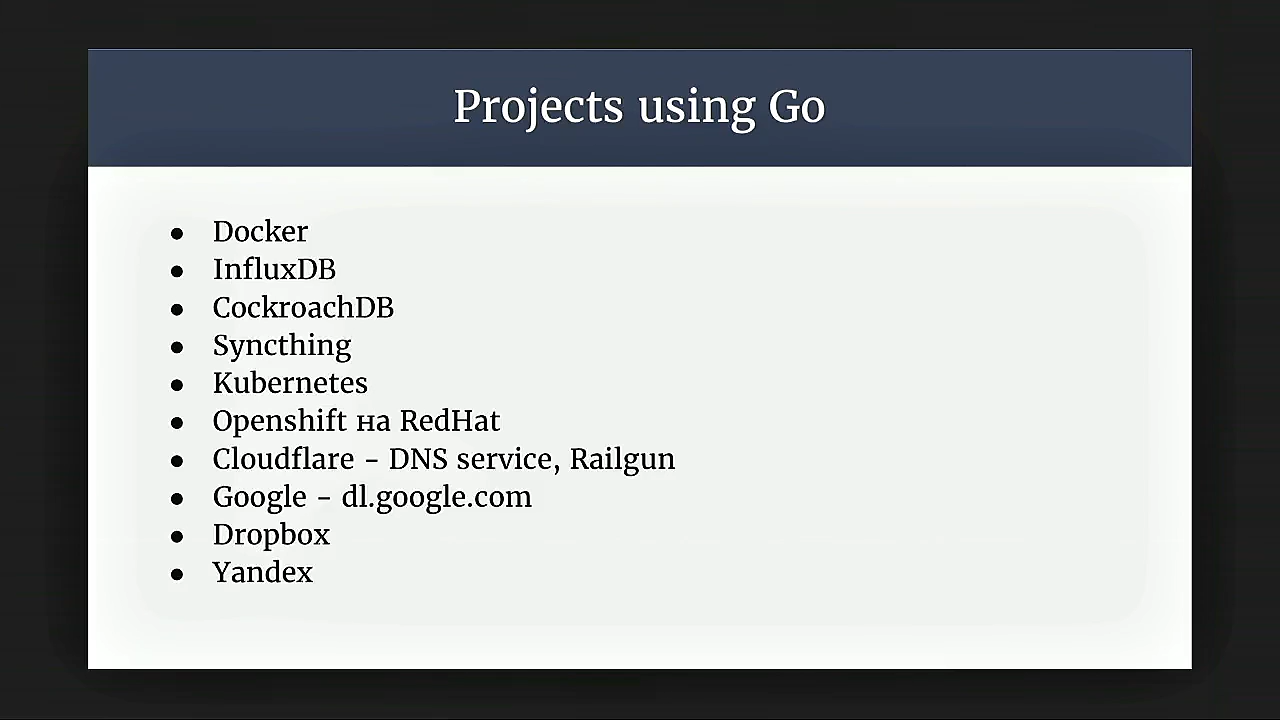 Projects using Go
● Docker
● InfluxDB
● CockroachDB
● Syncthing
● Kubernetes
● Openshift на RedHat
● Cloudflare - DNS service, Railgun
● Google - dl.google.com
● Dropbox
● Yandex